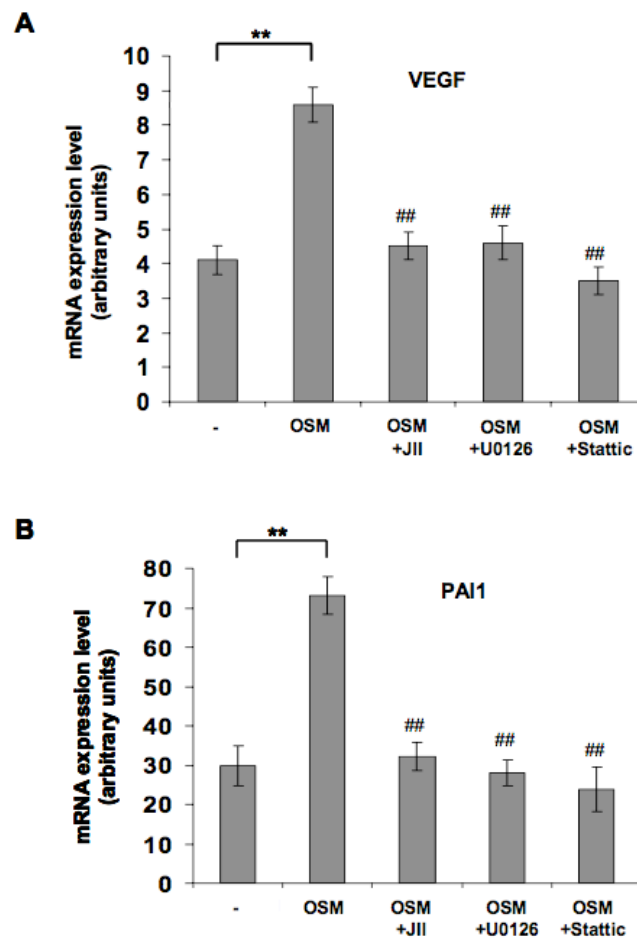 A
**
VEGF
mRNA expression level
(arbitrary units)
10
9
8
7
6
5
4
3
2
1
0
##
##
##
-
OSM
OSM
+JII
OSM
+U0126
OSM
+Stattic
B
**
PAI1
mRNA expression level
(arbitrary units)
80
70
60
50
40
30
20
10
0
##
##
##
-
OSM
OSM
+JII
OSM
+U0126
OSM
+Stattic